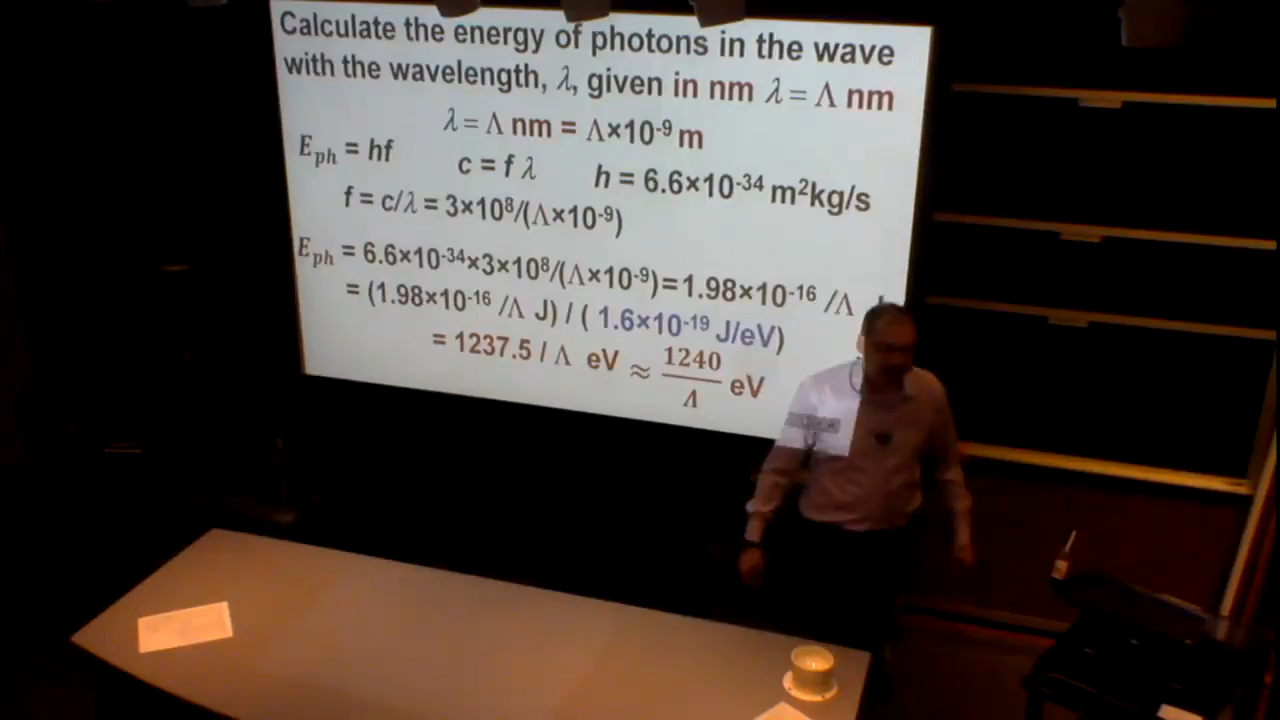 Calculate the energy of photons in the wave
with the wavelength, λ, given in nm λ = Λ nm
λ = Λ nm = Λ×10⁻⁹ m
E_ph = hf c = f λ h = 6.6×10⁻³⁴ m²kg/s
f = c/λ = 3×10⁸/(Λ×10⁻⁹)
E_ph = 6.6×10⁻³⁴×3×10⁸/(Λ×10⁻⁹)=1.98×10⁻¹⁶ /Λ
= (1.98×10⁻¹⁶ /Λ J) / ( 1.6×10⁻¹⁹ J/eV)
= 1237.5 / Λ eV ≈ 1240/Λ eV